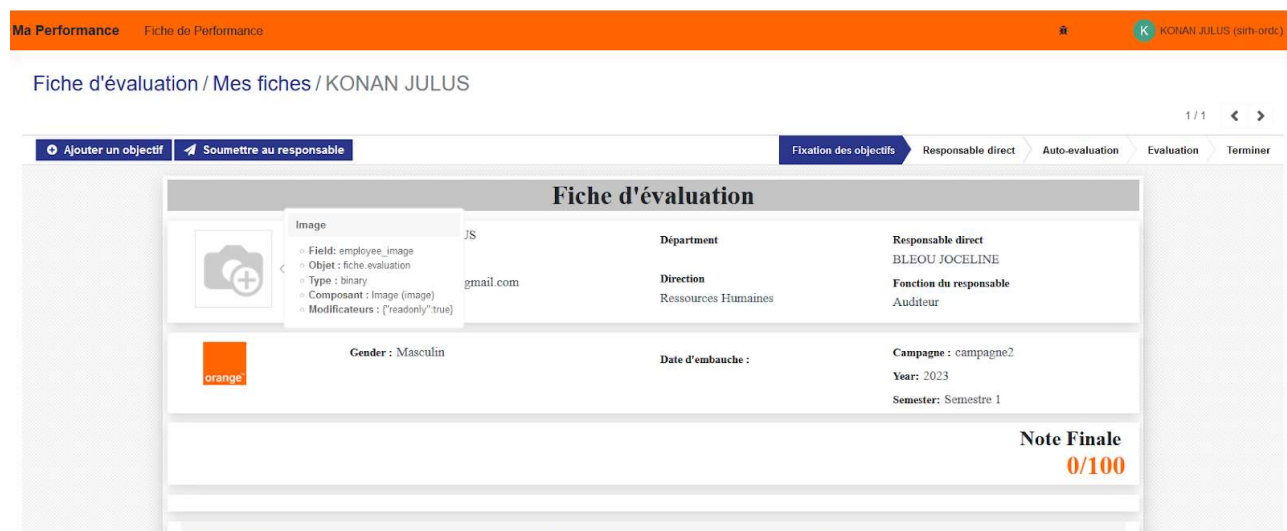 Ma Performance Fiche de Performance K KONAN JULUS (sirh-ordc)
Fiche d'évaluation / Mes fiches / KONAN JULUS
1 / 1
Ajouter un objectif Soumettre au responsable Fixation des objectifs Responsable direct Auto-evaluation Evaluation Terminer
Fiche d'évaluation
Image
Field: employee_image
Objet : fiche.evaluation
Type : binary
Composant : Image (image)
Modificateurs : {"readonly":true}
US
gmail.com
Départment
Direction
Ressources Humaines
Responsable direct
BLEOU JOCELINE
Fonction du responsable
Auditeur
orange
Gender : Masculin
Date d'embauche :
Campagne : campagne2
Year: 2023
Semester: Semestre 1
Note Finale
0/100